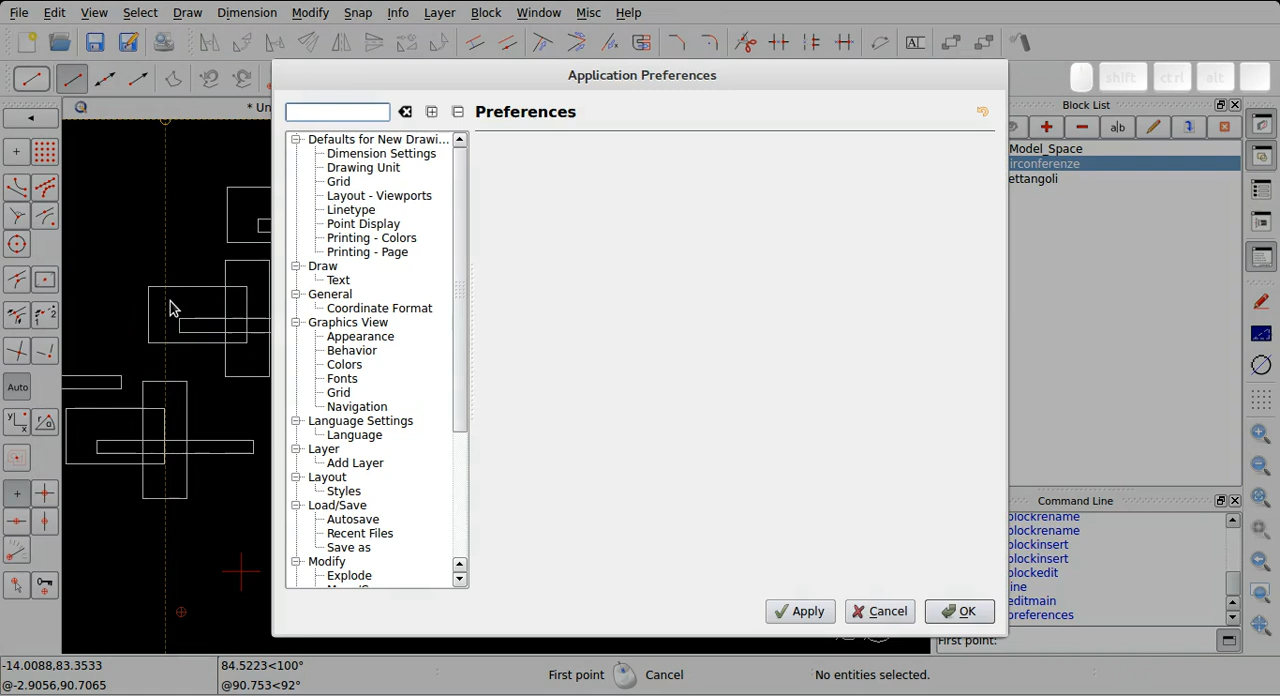 File Edit View Select Draw Dimension Modify Snap Info Layer Block Window Misc Help
Application Preferences
shift ctrl alt
* Un
Preferences
Block List
a|b
Model_Space
irconferenze
ettangoli
Defaults for New Drawi...
Dimension Settings
Drawing Unit
Grid
Layout - Viewports
Linetype
Point Display
Printing - Colors
Printing - Page
Draw
Text
General
Coordinate Format
Graphics View
Appearance
Behavior
Colors
Fonts
Grid
Navigation
Language Settings
Language
Layer
Add Layer
Layout
Styles
Load/Save
Autosave
Recent Files
Save as
Modify
Explode
Auto
Command Line
blockrename
blockrename
blockinsert
blockinsert
blockedit
line
editmain
preferences
First point:
Apply Cancel OK
-14.0088,83.3533
@-2.9056,90.7065
84.5223<100°
@90.753<92°
First point Cancel
No entities selected.